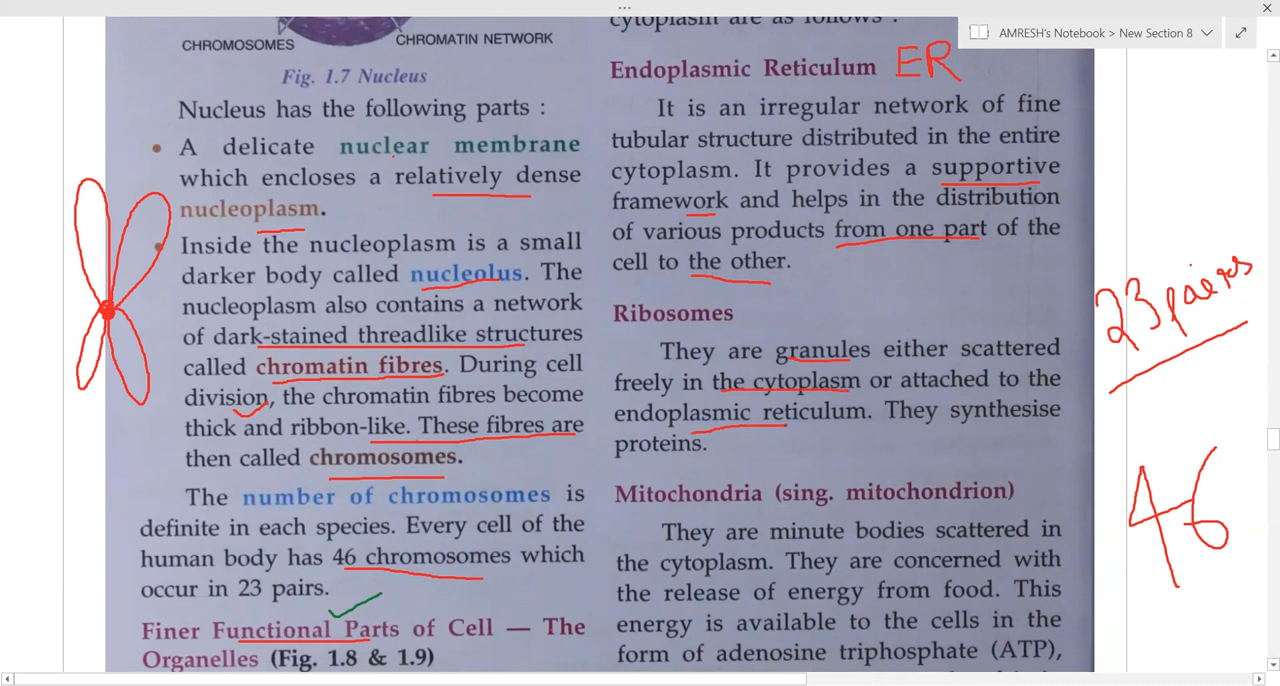 AMRESH's Notebook > New Section 8
CHROMOSOMES
CHROMATIN NETWORK
Fig. 1.7 Nucleus
Nucleus has the following parts :
• A delicate nuclear membrane
which encloses a relatively dense
nucleoplasm.
• Inside the nucleoplasm is a small
darker body called nucleolus. The
nucleoplasm also contains a network
of dark-stained threadlike structures
called chromatin fibres. During cell
division, the chromatin fibres become
thick and ribbon-like. These fibres are
then called chromosomes.
The number of chromosomes is
definite in each species. Every cell of the
human body has 46 chromosomes which
occur in 23 pairs.
Finer Functional Parts of Cell — The
Organelles (Fig. 1.8 & 1.9)
cytoplasm are as follows :
Endoplasmic Reticulum ER
It is an irregular network of fine
tubular structure distributed in the entire
cytoplasm. It provides a supportive
framework and helps in the distribution
of various products from one part of the
cell to the other.
Ribosomes
They are granules either scattered
freely in the cytoplasm or attached to the
endoplasmic reticulum. They synthesise
proteins.
Mitochondria (sing. mitochondrion)
They are minute bodies scattered in
the cytoplasm. They are concerned with
the release of energy from food. This
energy is available to the cells in the
form of adenosine triphosphate (ATP),
23 paires
46